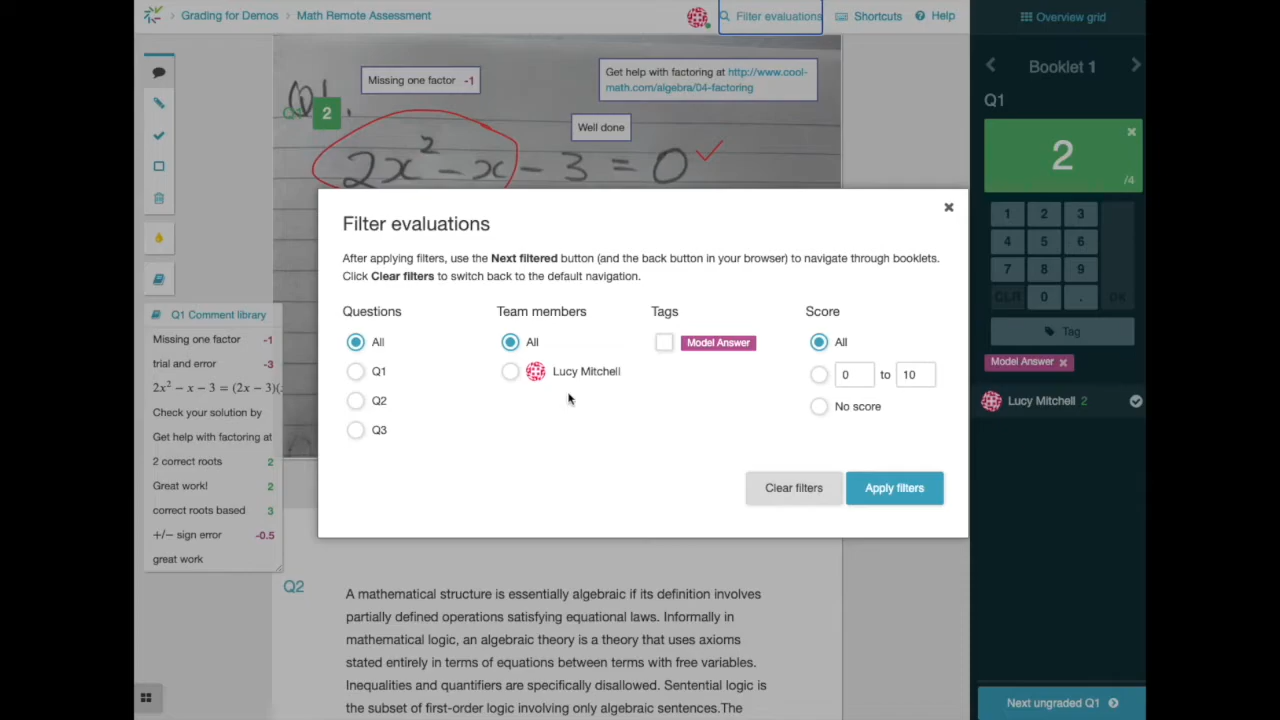 Grading for Demos
Math Remote Assessment
Filter evaluations
Shortcuts
Help
Overview grid
Booklet 1
Q1
2
/4
1 2 3
4 5 6
7 8 9
CLR 0 . OK
Tag
Model Answer
Lucy Mitchell 2
Next ungraded Q1
Missing one factor -1
Get help with factoring at http://www.cool-
math.com/algebra/04-factoring
Q1.
2
Well done
2x² - x - 3 = 0
Filter evaluations
After applying filters, use the Next filtered button (and the back button in your browser) to navigate through booklets.
Click Clear filters to switch back to the default navigation.
Questions
All
Q1
Q2
Q3
Team members
All
Lucy Mitchell
Tags
Model Answer
Score
All
0 to 10
No score
Clear filters
Apply filters
Q1 Comment library
Missing one factor -1
trial and error -3
2x² − x − 3 = (2x − 3)(
Check your solution by
Get help with factoring at
2 correct roots 2
Great work! 2
correct roots based 3
+/− sign error -0.5
great work
Q2
A mathematical structure is essentially algebraic if its definition involves
partially defined operations satisfying equational laws. Informally in
mathematical logic, an algebraic theory is a theory that uses axioms
stated entirely in terms of equations between terms with free variables.
Inequalities and quantifiers are specifically disallowed. Sentential logic is
the subset of first-order logic involving only algebraic sentences.The